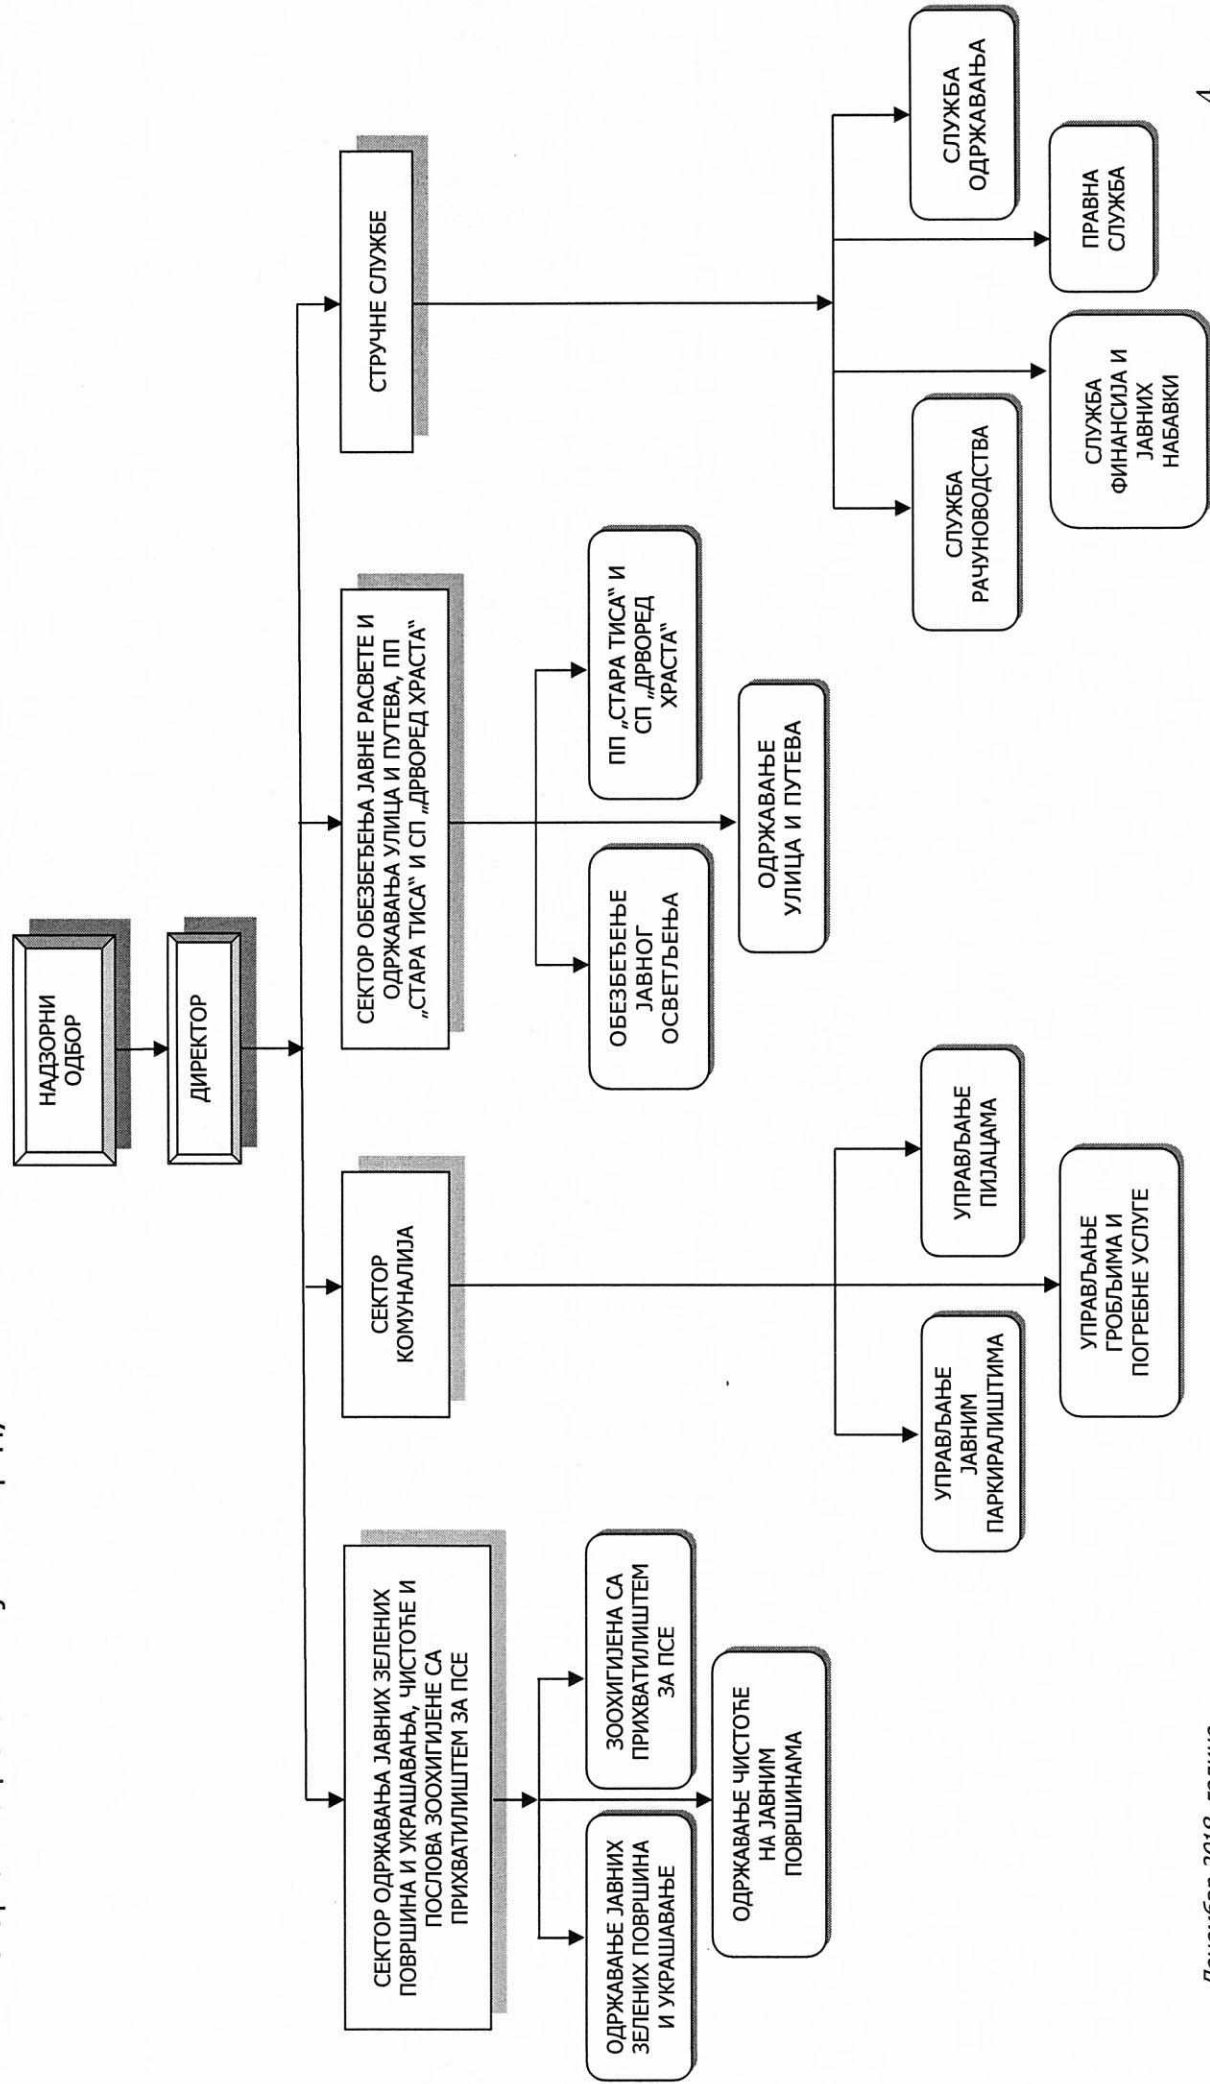 НАДЗОРНИ
ОДБОР
ДИРЕКТОР
СЕКТОР ОДРЖАВАЊА ЈАВНИХ ЗЕЛЕНИХ
ПОВРШИНА И УКРАШАВАЊА, ЧИСТОЋЕ И
ПОСЛОВА ЗООХИГИЈЕНЕ СА
ПРИХВАТИЛИШТЕМ ЗА ПСЕ
СЕКТОР
КОМУНАЛИЈА
СЕКТОР ОБЕЗБЕЂЕЊА ЈАВНЕ РАСВЕТЕ И
ОДРЖАВАЊА УЛИЦА И ПУТЕВА, ПП
„СТАРА ТИСА“ И СП „ДРВОРЕД ХРАСТА“
СТРУЧНЕ СЛУЖБЕ
ОДРЖАВАЊЕ ЈАВНИХ
ЗЕЛЕНИХ ПОВРШИНА
И УКРАШАВАЊЕ
ЗООХИГИЈЕНА СА
ПРИХВАТИЛИШТЕМ
ЗА ПСЕ
ОДРЖАВАЊЕ ЧИСТОЋЕ
НА ЈАВНИМ
ПОВРШИНАМА
ОБЕЗБЕЂЕЊЕ
ЈАВНОГ
ОСВЕТЉЕЊА
ПП „СТАРА ТИСА“ И
СП „ДРВОРЕД
ХРАСТА“
ОДРЖАВАЊЕ
УЛИЦА И ПУТЕВА
УПРАВЉАЊЕ
ЈАВНИМ
ПАРКИРАЛИШТИМА
УПРАВЉАЊЕ
ПИЈАЦАМА
УПРАВЉАЊЕ
ГРОБЉИМА И
ПОГРЕБНЕ УСЛУГЕ
СЛУЖБА
РАЧУНОВОДСТВА
СЛУЖБА
ОДРЖАВАЊА
СЛУЖБА
ФИНАНСИЈА И
ЈАВНИХ
НАБАВКИ
ПРАВНА
СЛУЖБА